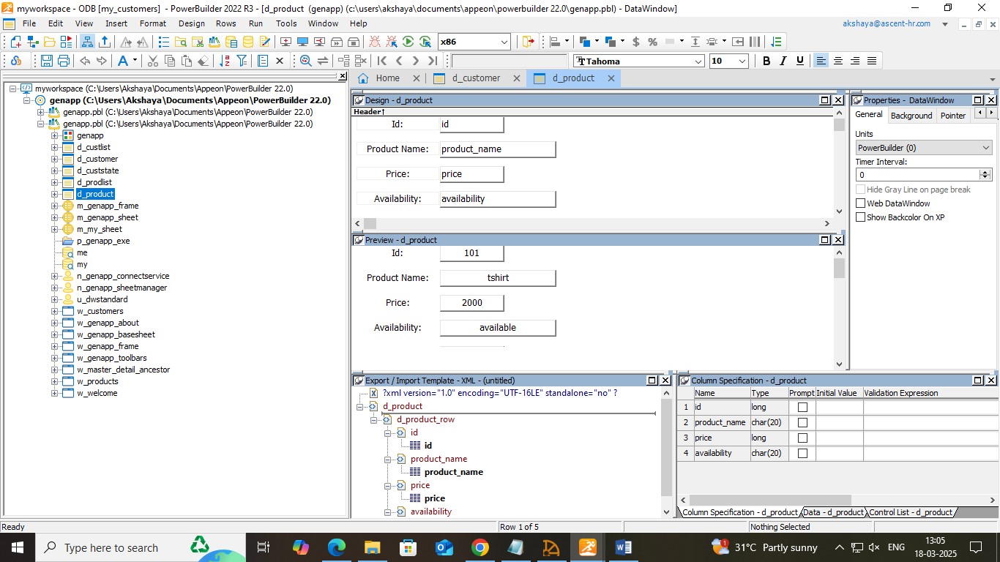 myworkspace - ODB [my_customers]  - PowerBuilder 2022 R3 - [d_product  (genapp) (c:\users\akshaya\documents\appeon\powerbuilder 22.0\genapp.pbl) - DataWindow]
File Edit View Insert Format Design Rows Run Tools Window Help
akshaya@ascent-hr.com
x86
Tahoma 10 B I U
myworkspace (C:\Users\Akshaya\Documents\Appeon\PowerBuilder 22.0)
genapp (C:\Users\Akshaya\Documents\Appeon\PowerBuilder 22.0)
genapp.pbl (C:\Users\Akshaya\Documents\Appeon\PowerBuilder 22.0)
genapp.pbl (C:\Users\Akshaya\Documents\Appeon\PowerBuilder 22.0)
genapp
d_custlist
d_customer
d_custstate
d_prodlist
d_product
m_genapp_frame
m_genapp_sheet
m_my_sheet
p_genapp_exe
me
my
n_genapp_connectservice
n_genapp_sheetmanager
u_dwstandard
w_customers
w_genapp_about
w_genapp_basesheet
w_genapp_frame
w_genapp_toolbars
w_master_detail_ancestor
w_products
w_welcome
Home d_customer d_product
Design - d_product
Header↑
Id: id
Product Name: product_name
Price: price
Availability: availability
Preview - d_product
Id: 101
Product Name: tshirt
Price: 2000
Availability: available
Properties - DataWindow
General Background Pointer
Units
PowerBuilder (0)
Timer Interval:
0
Hide Gray Line on page break
Web DataWindow
Show Backcolor On XP
Export / Import Template - XML - (untitled)
?xml version="1.0" encoding="UTF-16LE" standalone="no" ?
d_product
d_product_row
id
id
product_name
product_name
price
price
availability
Column Specification - d_product
Name Type Prompt Initial Value Validation Expression
1 id long
2 product_name char(20)
3 price long
4 availability char(20)
Column Specification - d_product Data - d_product Control List - d_product
Ready Row 1 of 5 Nothing Selected
Type here to search
31°C Partly sunny ENG 13:05
18-03-2025